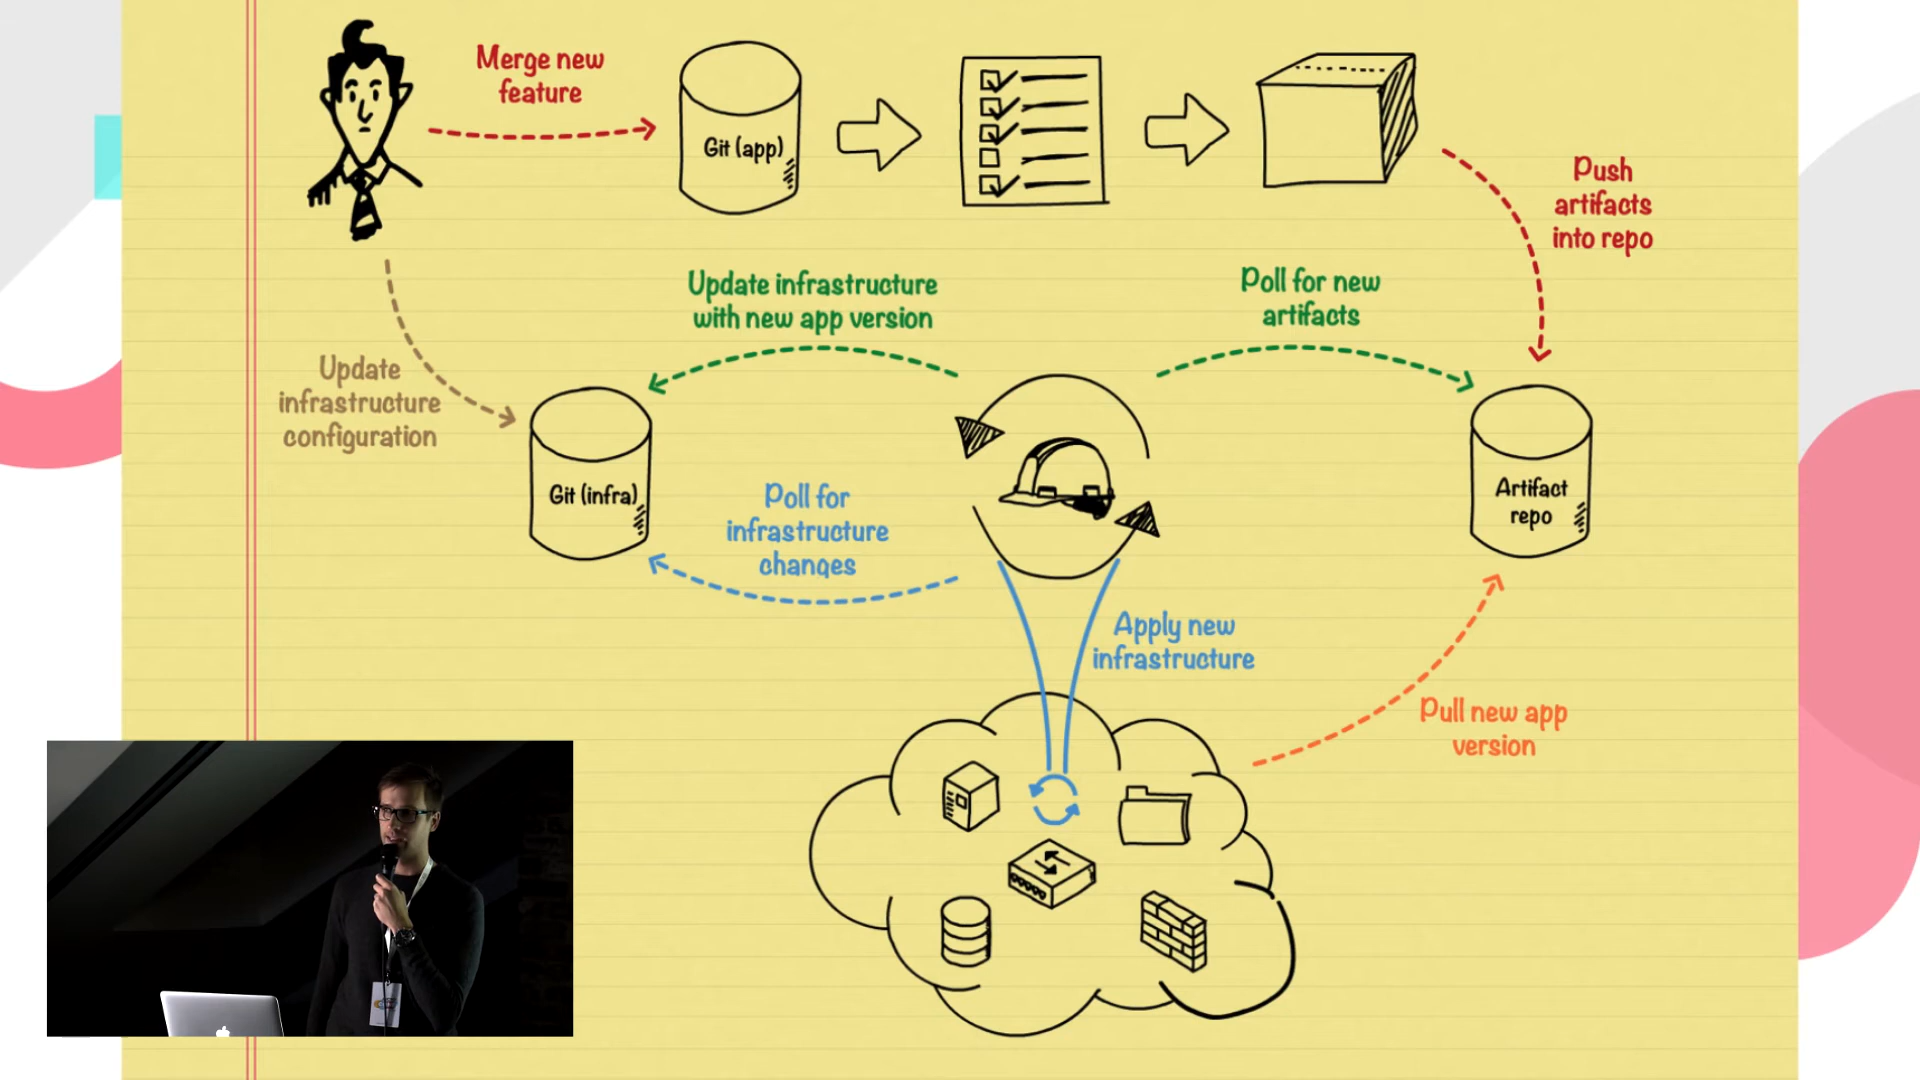 Merge new
feature
Git (app)
Push
artifacts
into repo
Update infrastructure
with new app version
Poll for new
artifacts
Update
infrastructure
configuration
Git (infra)
Poll for
infrastructure
changes
Artifact
repo
Apply new
infrastructure
Pull new app
version